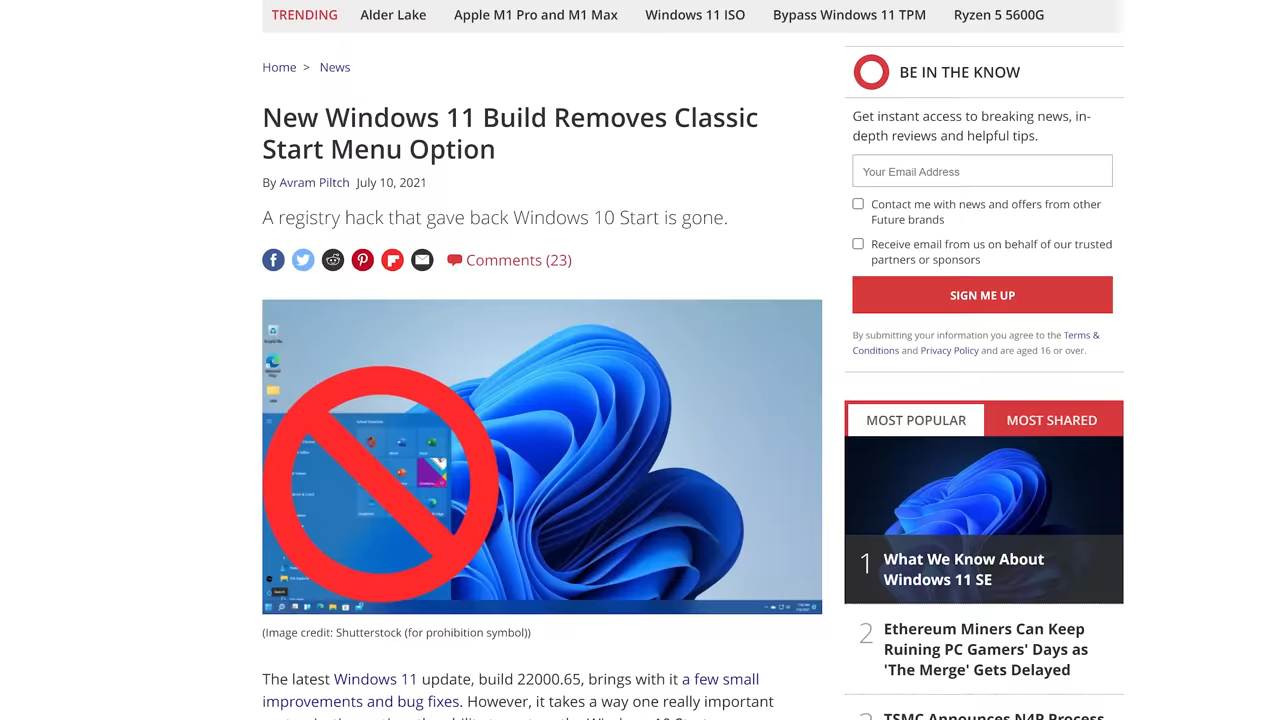 TRENDING Alder Lake Apple M1 Pro and M1 Max Windows 11 ISO Bypass Windows 11 TPM Ryzen 5 5600G
Home > News
New Windows 11 Build Removes Classic
Start Menu Option
By Avram Piltch July 10, 2021
A registry hack that gave back Windows 10 Start is gone.
Comments (23)
(Image credit: Shutterstock (for prohibition symbol))
The latest Windows 11 update, build 22000.65, brings with it a few small
improvements and bug fixes. However, it takes a way one really important
BE IN THE KNOW
Get instant access to breaking news, in-
depth reviews and helpful tips.
Your Email Address
Contact me with news and offers from other
Future brands
Receive email from us on behalf of our trusted
partners or sponsors
SIGN ME UP
By submitting your information you agree to the Terms &
Conditions and Privacy Policy and are aged 16 or over.
MOST POPULAR MOST SHARED
1 What We Know About
Windows 11 SE
2 Ethereum Miners Can Keep
Ruining PC Gamers' Days as
'The Merge' Gets Delayed
TSMC Announces N4P Process